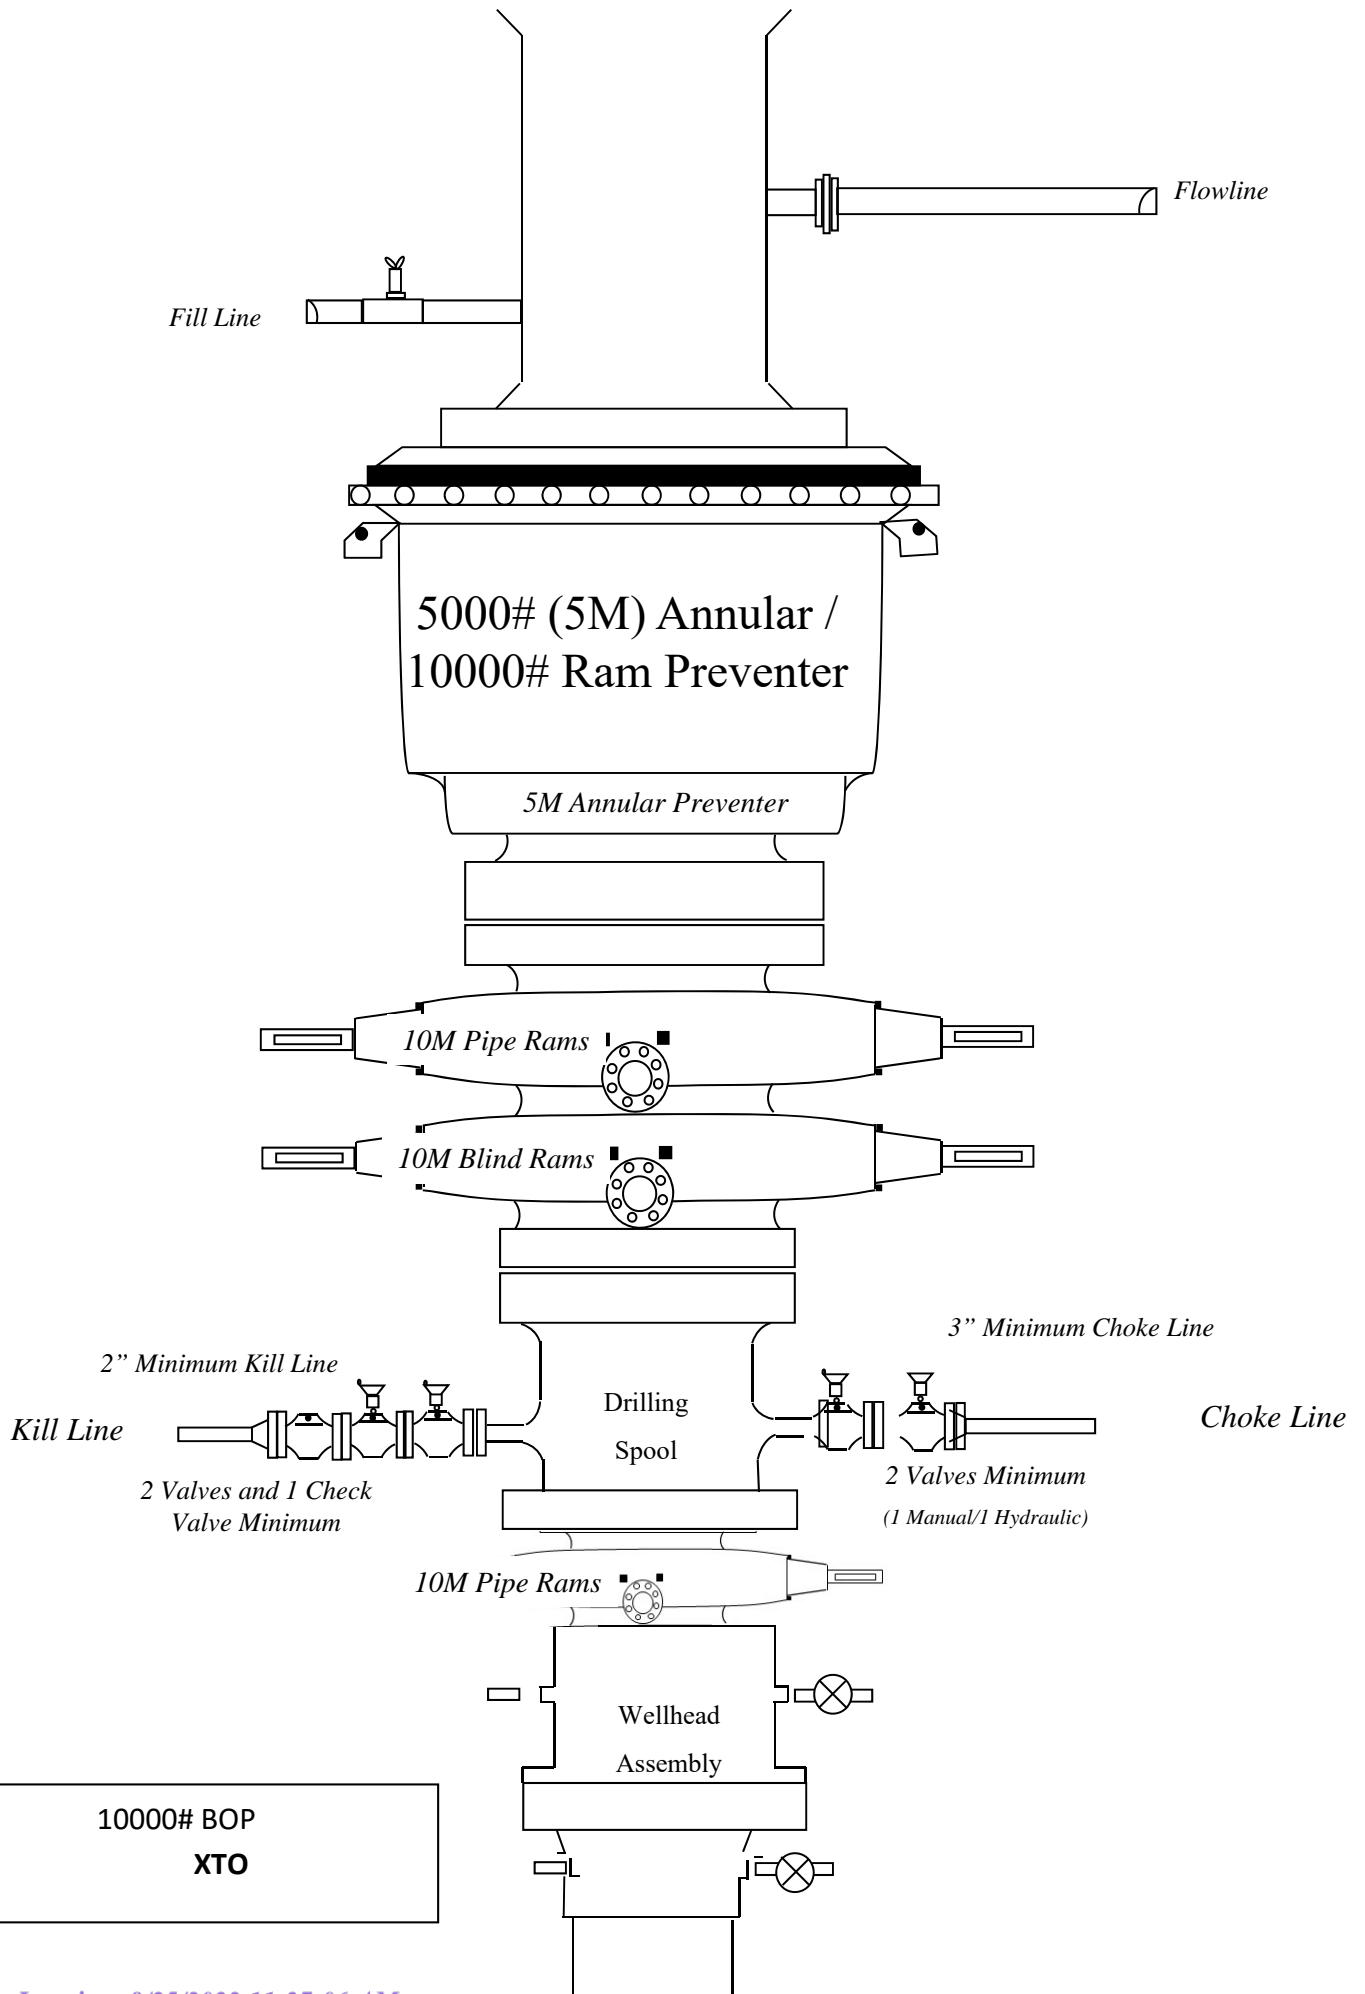 Flowline
Fill Line
5000# (5M) Annular /
10000# Ram Preventer
5M Annular Preventer
10M Pipe Rams
10M Blind Rams
3” Minimum Choke Line
2” Minimum Kill Line
Drilling
Spool
Kill Line
Choke Line
2 Valves and 1 Check
Valve Minimum
2 Valves Minimum
(1 Manual/1 Hydraulic)
10M Pipe Rams
Wellhead
Assembly
10000# BOP
XTO